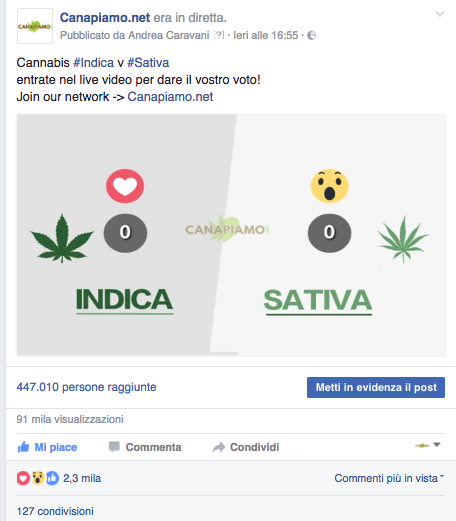 Canapiamo.net era in diretta.
Pubblicato da Andrea Caravani [?] · Ieri alle 16:55 ·
Cannabis #Indica v #Sativa
entrate nel live video per dare il vostro voto!
Join our network -> Canapiamo.net
0
CANAPIAMO
0
INDICA
SATIVA
447.010 persone raggiunte
Metti in evidenza il post
91 mila visualizzazioni
Mi piace
Commenta
Condividi
2,3 mila
Commenti più in vista
127 condivisioni